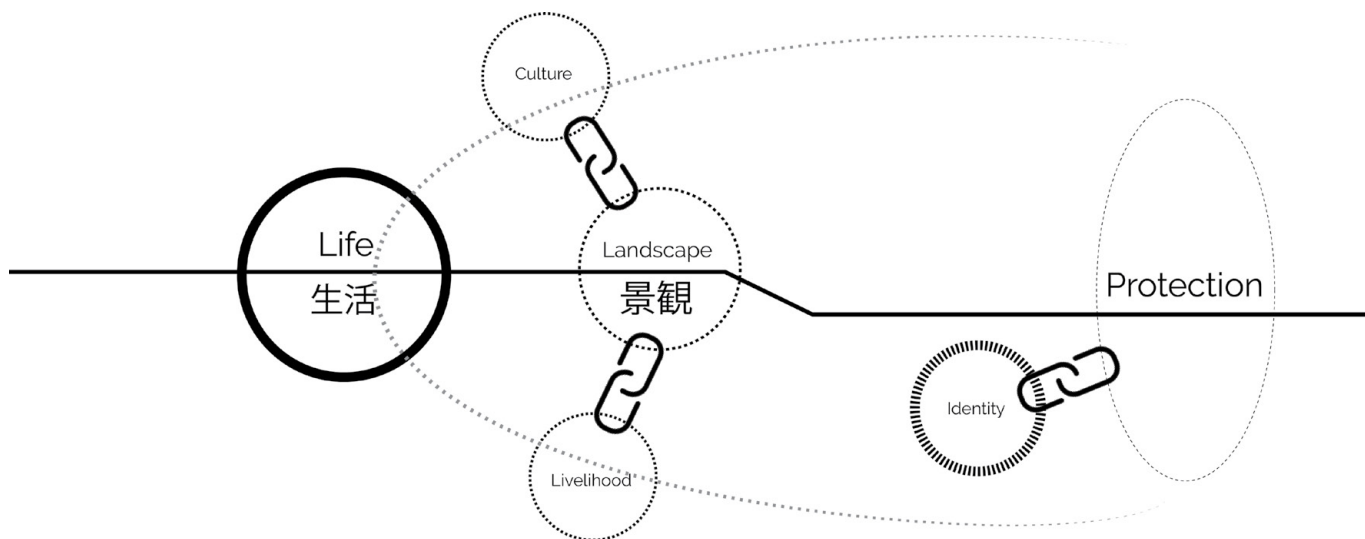 Culture
Life
生活
Landscape
景観
Livelihood
Protection
Identity